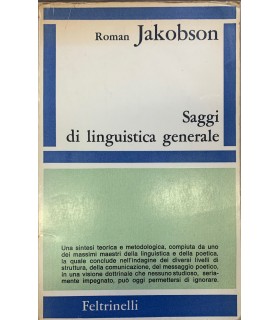 Roman Jakobson
Saggi
di linguistica generale
Una sintesi teorica e metodologica, compiuta da uno
dei massimi maestri della linguistica e della poetica,
la quale conclude nell'indagine dei diversi livelli di
struttura, della comunicazione, del messaggio poetico,
in una visione dottrinale che nessuno studioso, seria-
mente impegnato, può oggi permettersi di ignorare.
Feltrinelli